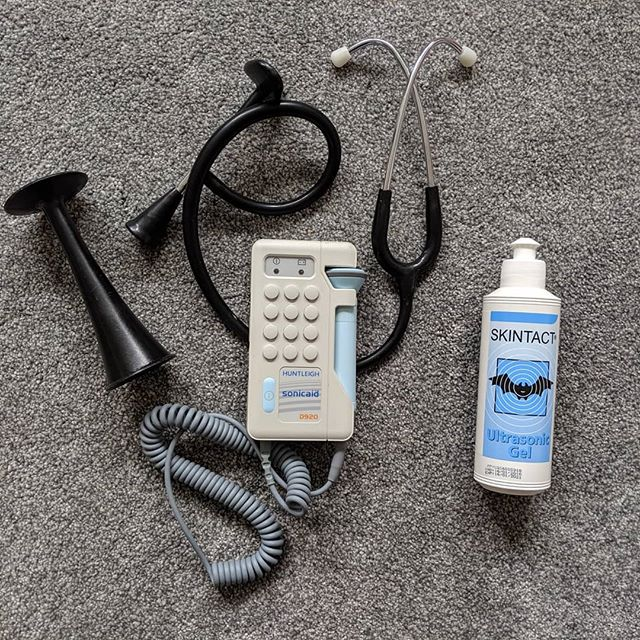 HUNTLEIGH
sonicaid
D920
SKINTACT®
Ultrasonic
Gel